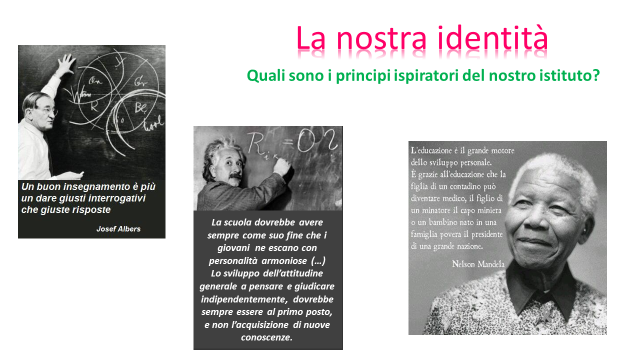 La nostra identità
Quali sono i principi ispiratori del nostro istituto?
Un buon insegnamento è più
un dare giusti interrogativi
che giuste risposte
Josef Albers
La scuola dovrebbe avere
sempre come suo fine che i
giovani ne escano con
personalità armoniose (...)
Lo sviluppo dell'attitudine
generale a pensare e giudicare
indipendentemente, dovrebbe
sempre essere al primo posto,
e non l'acquisizione di nuove
conoscenze.
L'educazione è il grande motore
dello sviluppo personale.
È grazie all'educazione che la
figlia di un contadino può
diventare medico, il figlio di
un minatore il capo miniera
o un bambino nato in una
famiglia povera il presidente
di una grande nazione.
Nelson Mandela